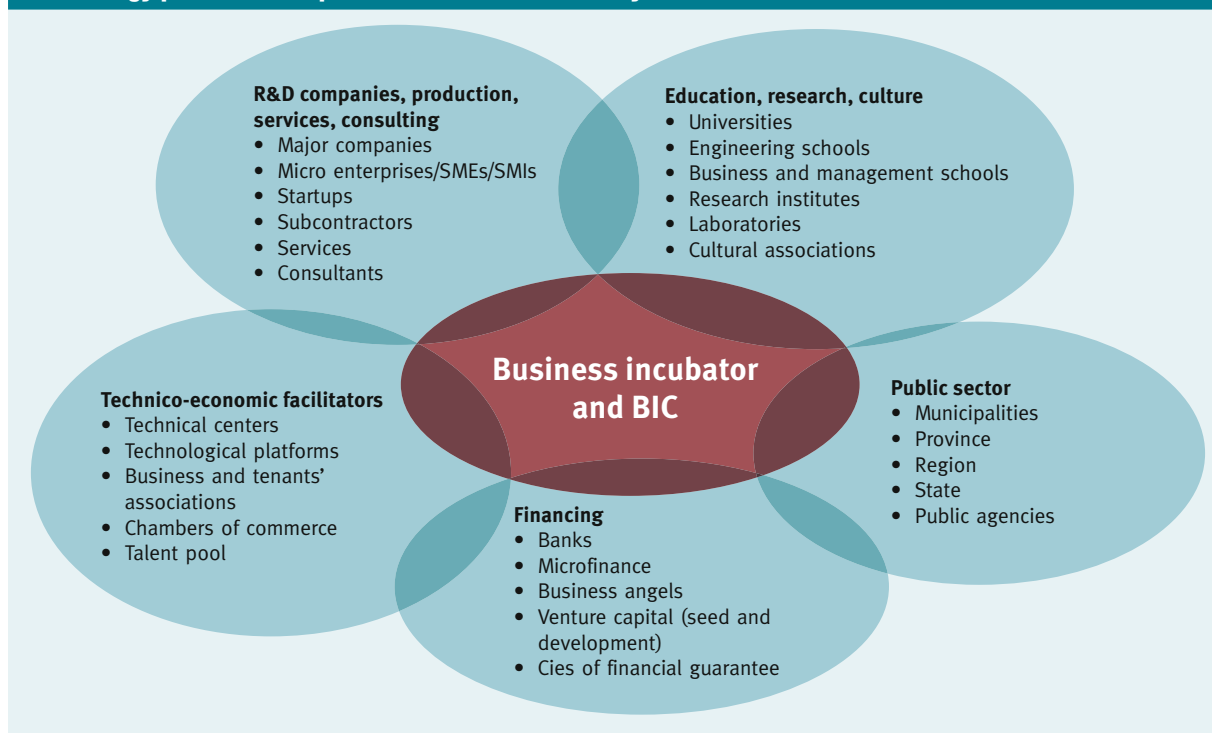 R&D companies, production,
services, consulting
• Major companies
• Micro enterprises/SMEs/SMIs
• Startups
• Subcontractors
• Services
• Consultants
Education, research, culture
• Universities
• Engineering schools
• Business and management schools
• Research institutes
• Laboratories
• Cultural associations
Business incubator
and BIC
Technico-economic facilitators
• Technical centers
• Technological platforms
• Business and tenants'
associations
• Chambers of commerce
• Talent pool
Public sector
• Municipalities
• Province
• Region
• State
• Public agencies
Financing
• Banks
• Microfinance
• Business angels
• Venture capital (seed and
development)
• Cies of financial guarantee